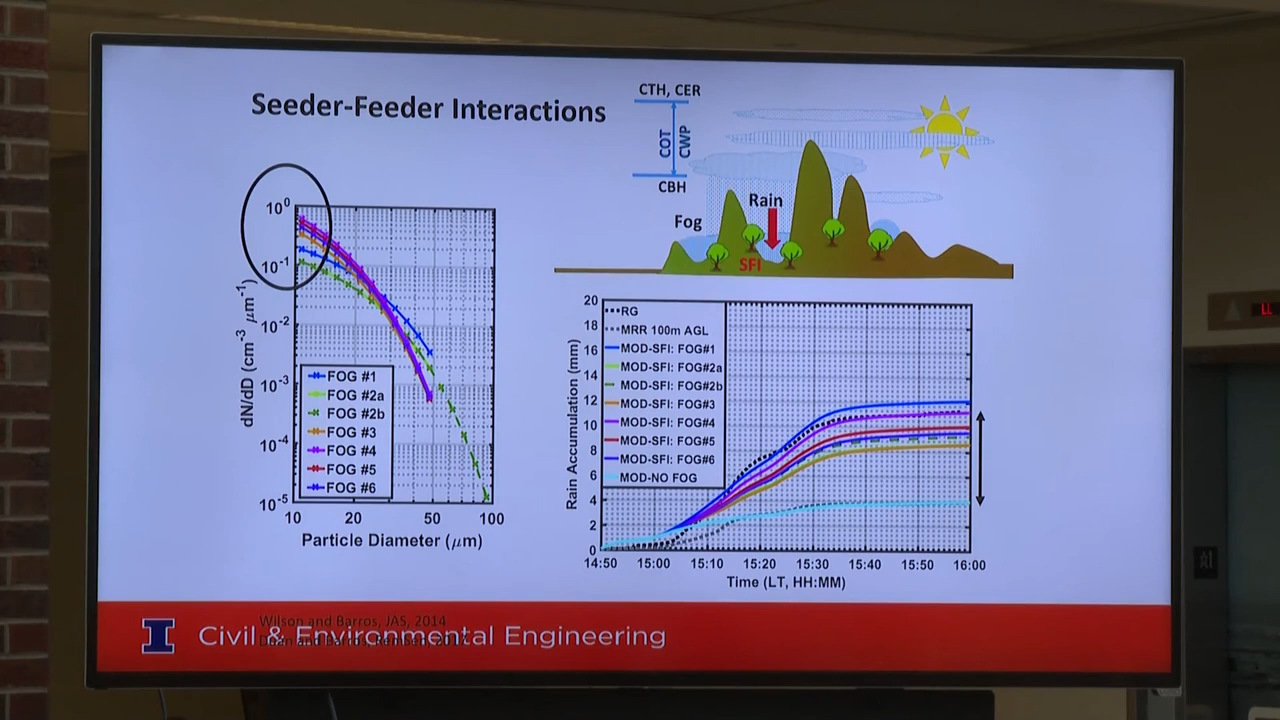 Seeder-Feeder Interactions
CTH, CER
COT
CWP
CBH
Fog
Rain
SFI
10^0
10^-1
10^-2
10^-3
10^-4
10^-5
dN/dD (cm^-3 μm^-1)
FOG #1
FOG #2a
FOG #2b
FOG #3
FOG #4
FOG #5
FOG #6
10 20 50 100
Particle Diameter (μm)
20
18
16
14
12
10
8
6
4
2
0
Rain Accumulation (mm)
RG
MRR 100m AGL
MOD-SFI: FOG#1
MOD-SFI: FOG#2a
MOD-SFI: FOG#2b
MOD-SFI: FOG#3
MOD-SFI: FOG#4
MOD-SFI: FOG#5
MOD-SFI: FOG#6
MOD-NO FOG
14:50 15:00 15:10 15:20 15:30 15:40 15:50 16:00
Time (LT, HH:MM)
Wilson and Barros, JAS, 2014
I Civil & Environmental Engineering
and Barros,